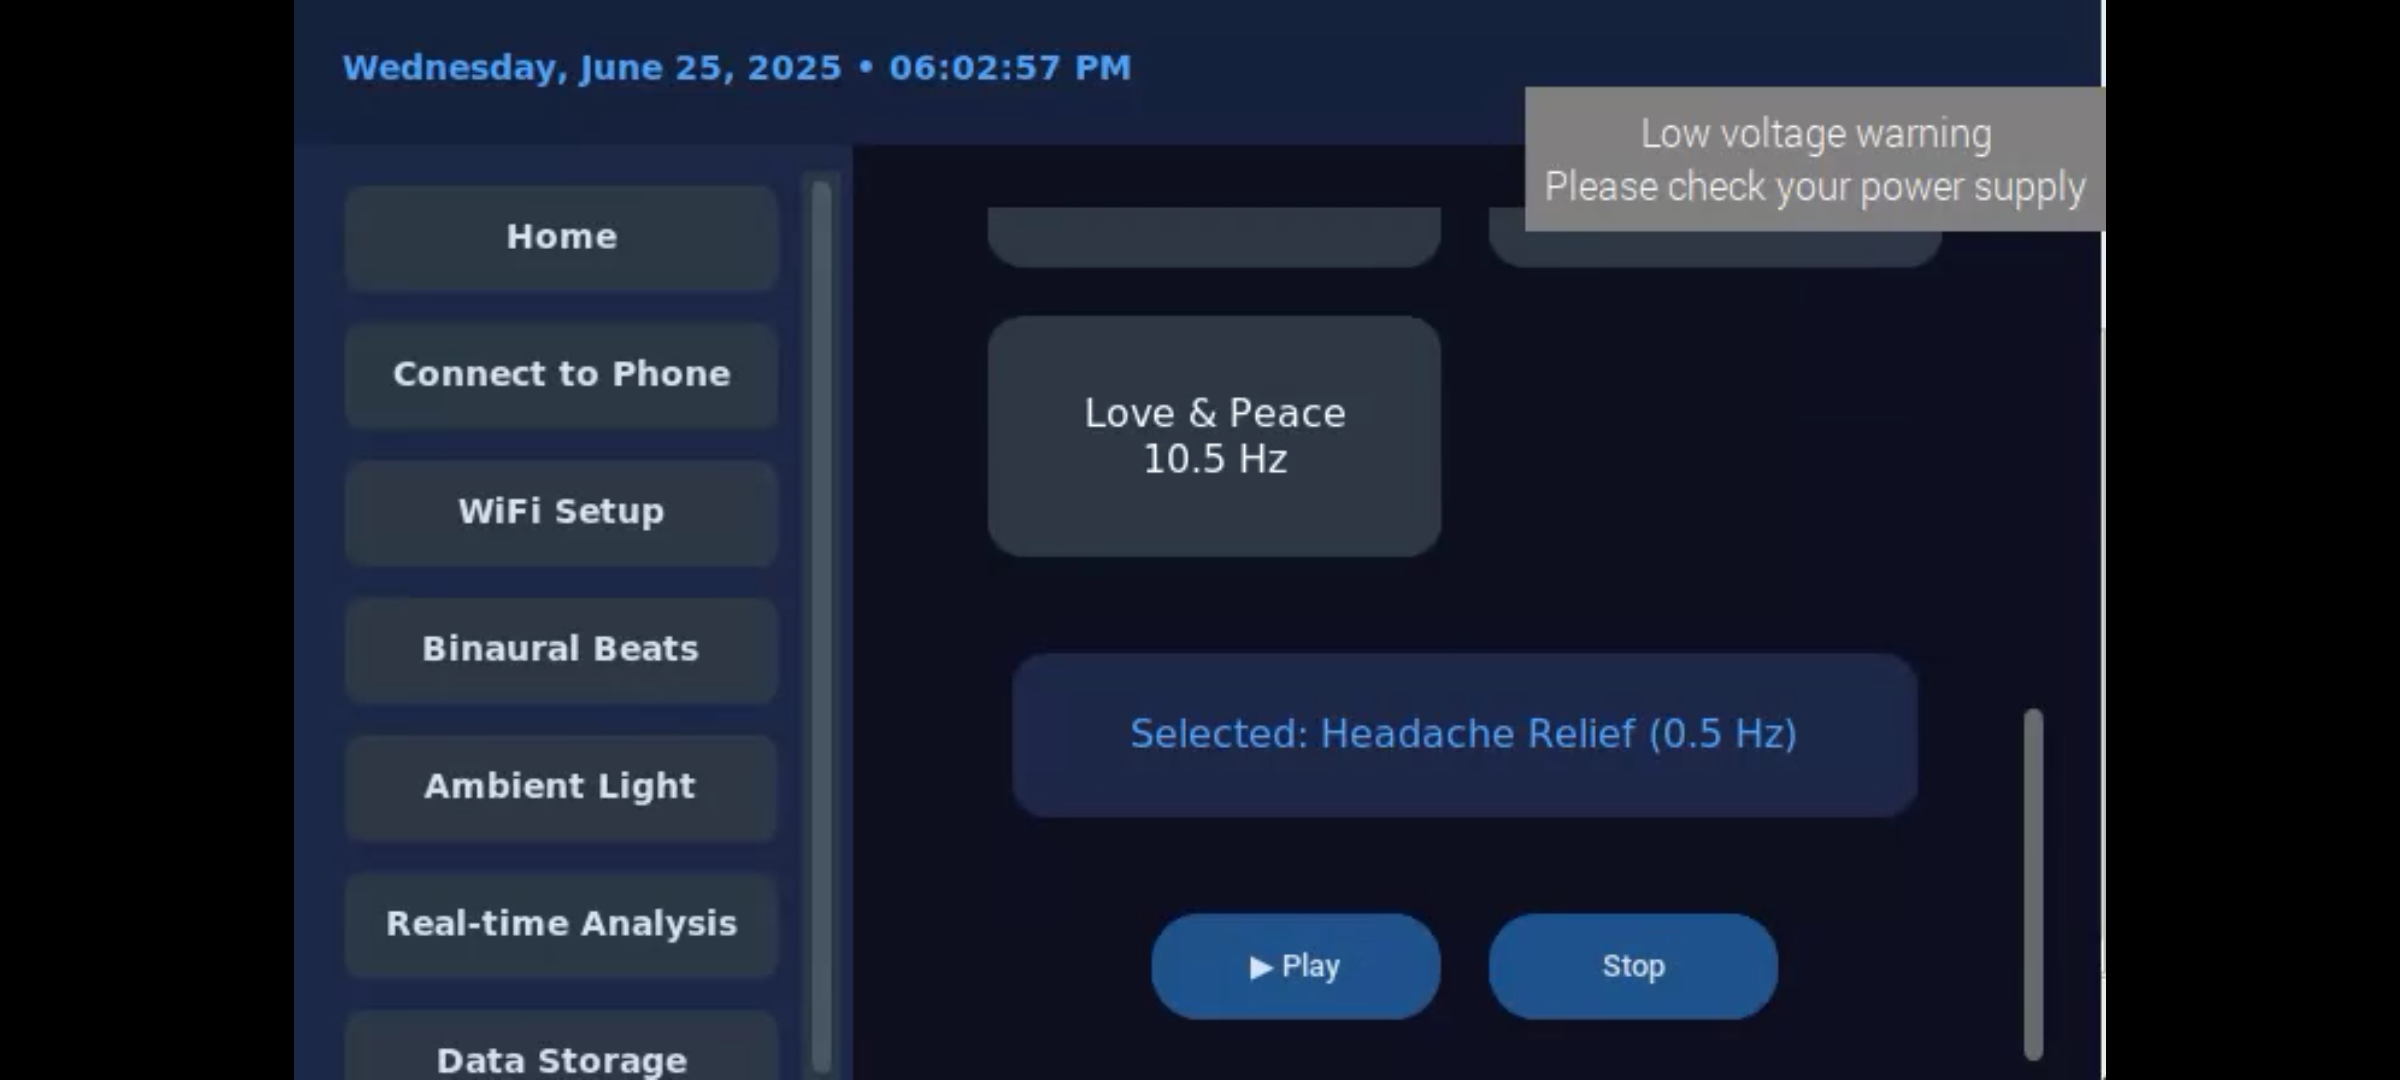 Wednesday, June 25, 2025 • 06:02:57 PM
Low voltage warning
Please check your power supply
Home
Connect to Phone
WiFi Setup
Binaural Beats
Ambient Light
Real-time Analysis
Data Storage
Love & Peace
10.5 Hz
Selected: Headache Relief (0.5 Hz)
▶ Play
Stop